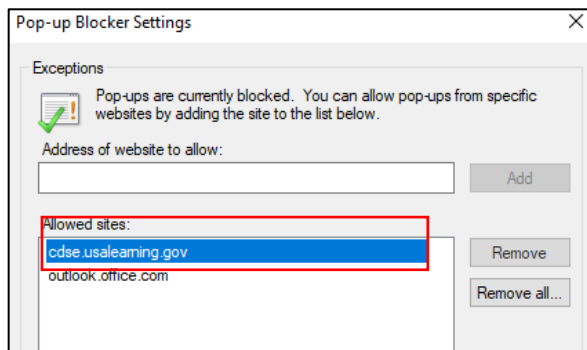 Pop-up Blocker Settings
Exceptions
Pop-ups are currently blocked. You can allow pop-ups from specific
websites by adding the site to the list below.
Address of website to allow:
Add
Allowed sites:
cdse.usalearning.gov
Remove
outlook.office.com
Remove all...